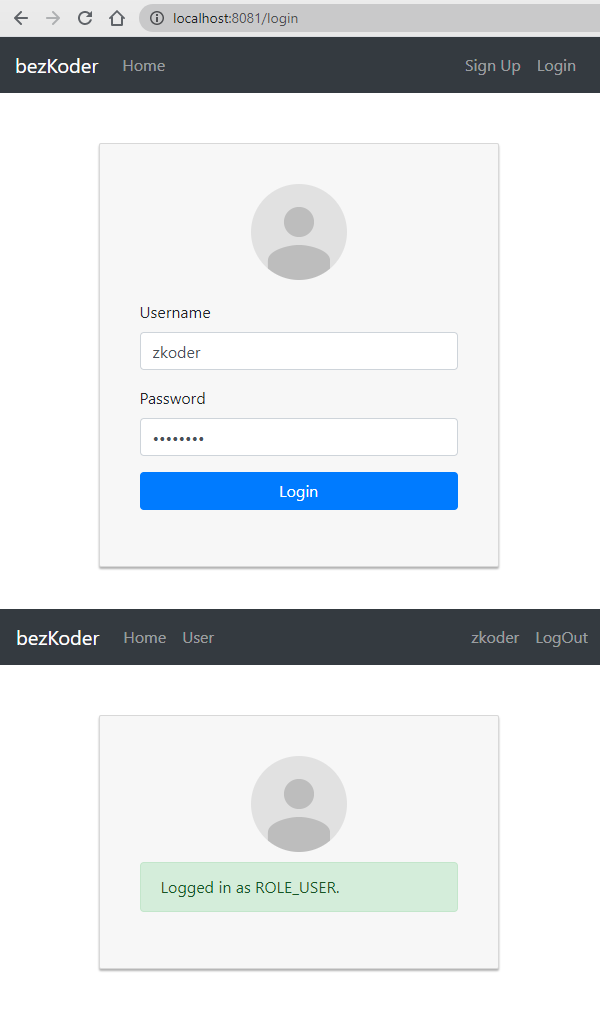 localhost:8081/login
bezKoder Home Sign Up Login
Username
zkoder
Password
••••••••
Login
bezKoder Home User zkoder LogOut
Logged in as ROLE_USER.